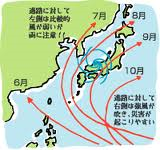 進路に対して
左側は比較的
風が弱いが
雨に注意!!
7月
8月
9月
10月
6月
進路に対して
右側は強風が
吹き、災害が
起こりやすい